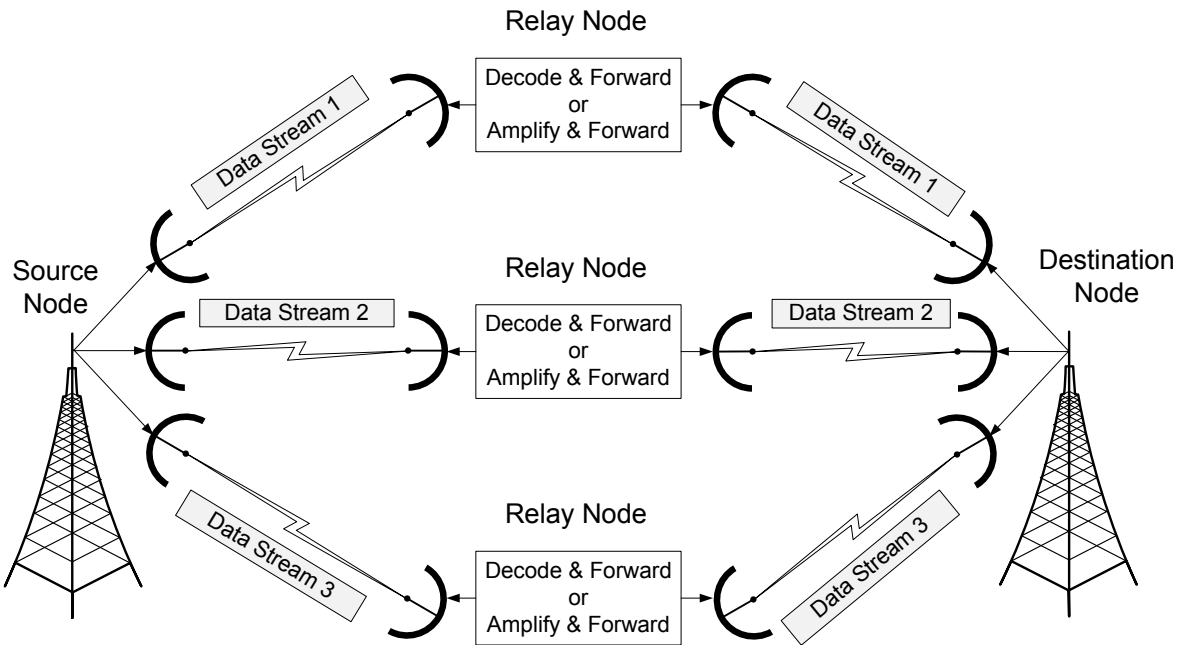 Relay Node
Decode & Forward
or
Amplify & Forward
Data Stream 1
Data Stream 1
Source
Node
Relay Node
Destination
Node
Data Stream 2
Decode & Forward
or
Amplify & Forward
Data Stream 2
Relay Node
Data Stream 3
Decode & Forward
or
Amplify & Forward
Data Stream 3